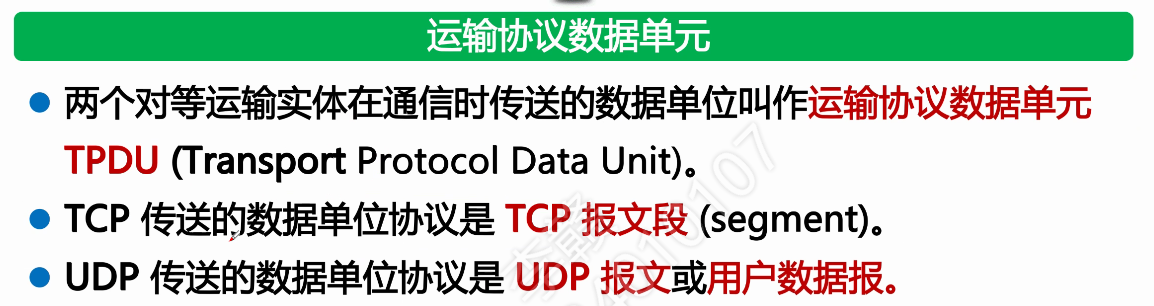 运输协议数据单元
● 两个对等运输实体在通信时传送的数据单位叫作运输协议数据单元
TPDU (Transport Protocol Data Unit)。
● TCP 传送的数据单位协议是 TCP 报文段 (segment)。
● UDP 传送的数据单位协议是 UDP 报文或用户数据报。